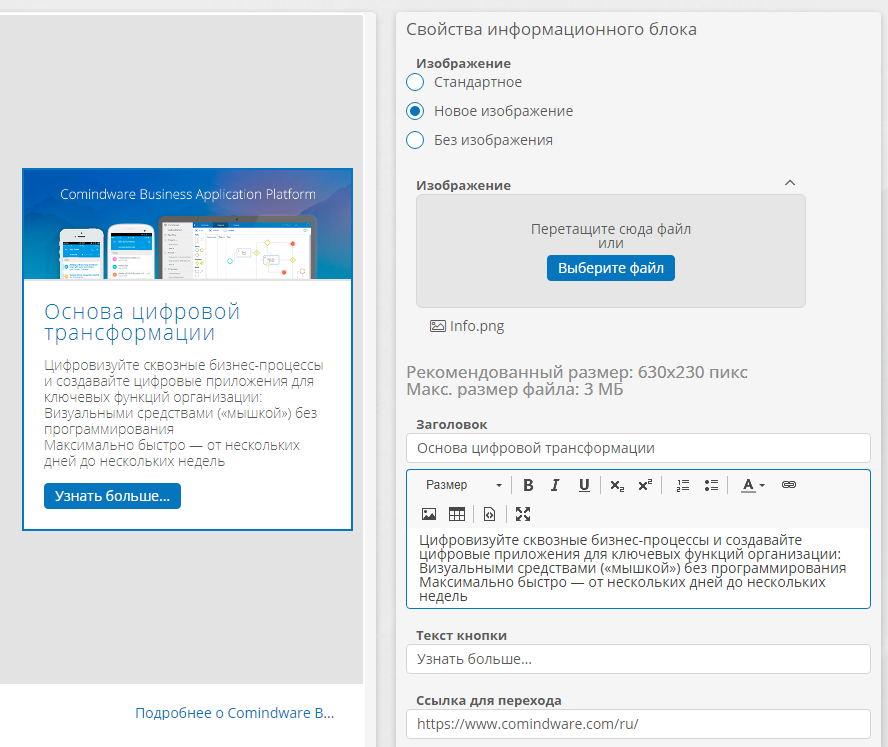 Comindware Business Application Platform
Основа цифровой
трансформации
Цифровизуйте сквозные бизнес-процессы
и создавайте цифровые приложения для
ключевых функций организации:
Визуальными средствами («мышкой») без
программирования
Максимально быстро — от нескольких
дней до нескольких недель
Узнать больше...
Подробнее о Comindware B...
Свойства информационного блока
Изображение
Стандартное
Новое изображение
Без изображения
Изображение
Перетащите сюда файл
или
Выберите файл
Info.png
Рекомендованный размер: 630x230 пикс
Макс. размер файла: 3 МБ
Заголовок
Основа цифровой трансформации
Размер B I U x₂ x² A
Цифровизуйте сквозные бизнес-процессы и создавайте
цифровые приложения для ключевых функций организации:
Визуальными средствами («мышкой») без программирования
Максимально быстро — от нескольких дней до нескольких
недель
Текст кнопки
Узнать больше...
Ссылка для перехода
https://www.comindware.com/ru/